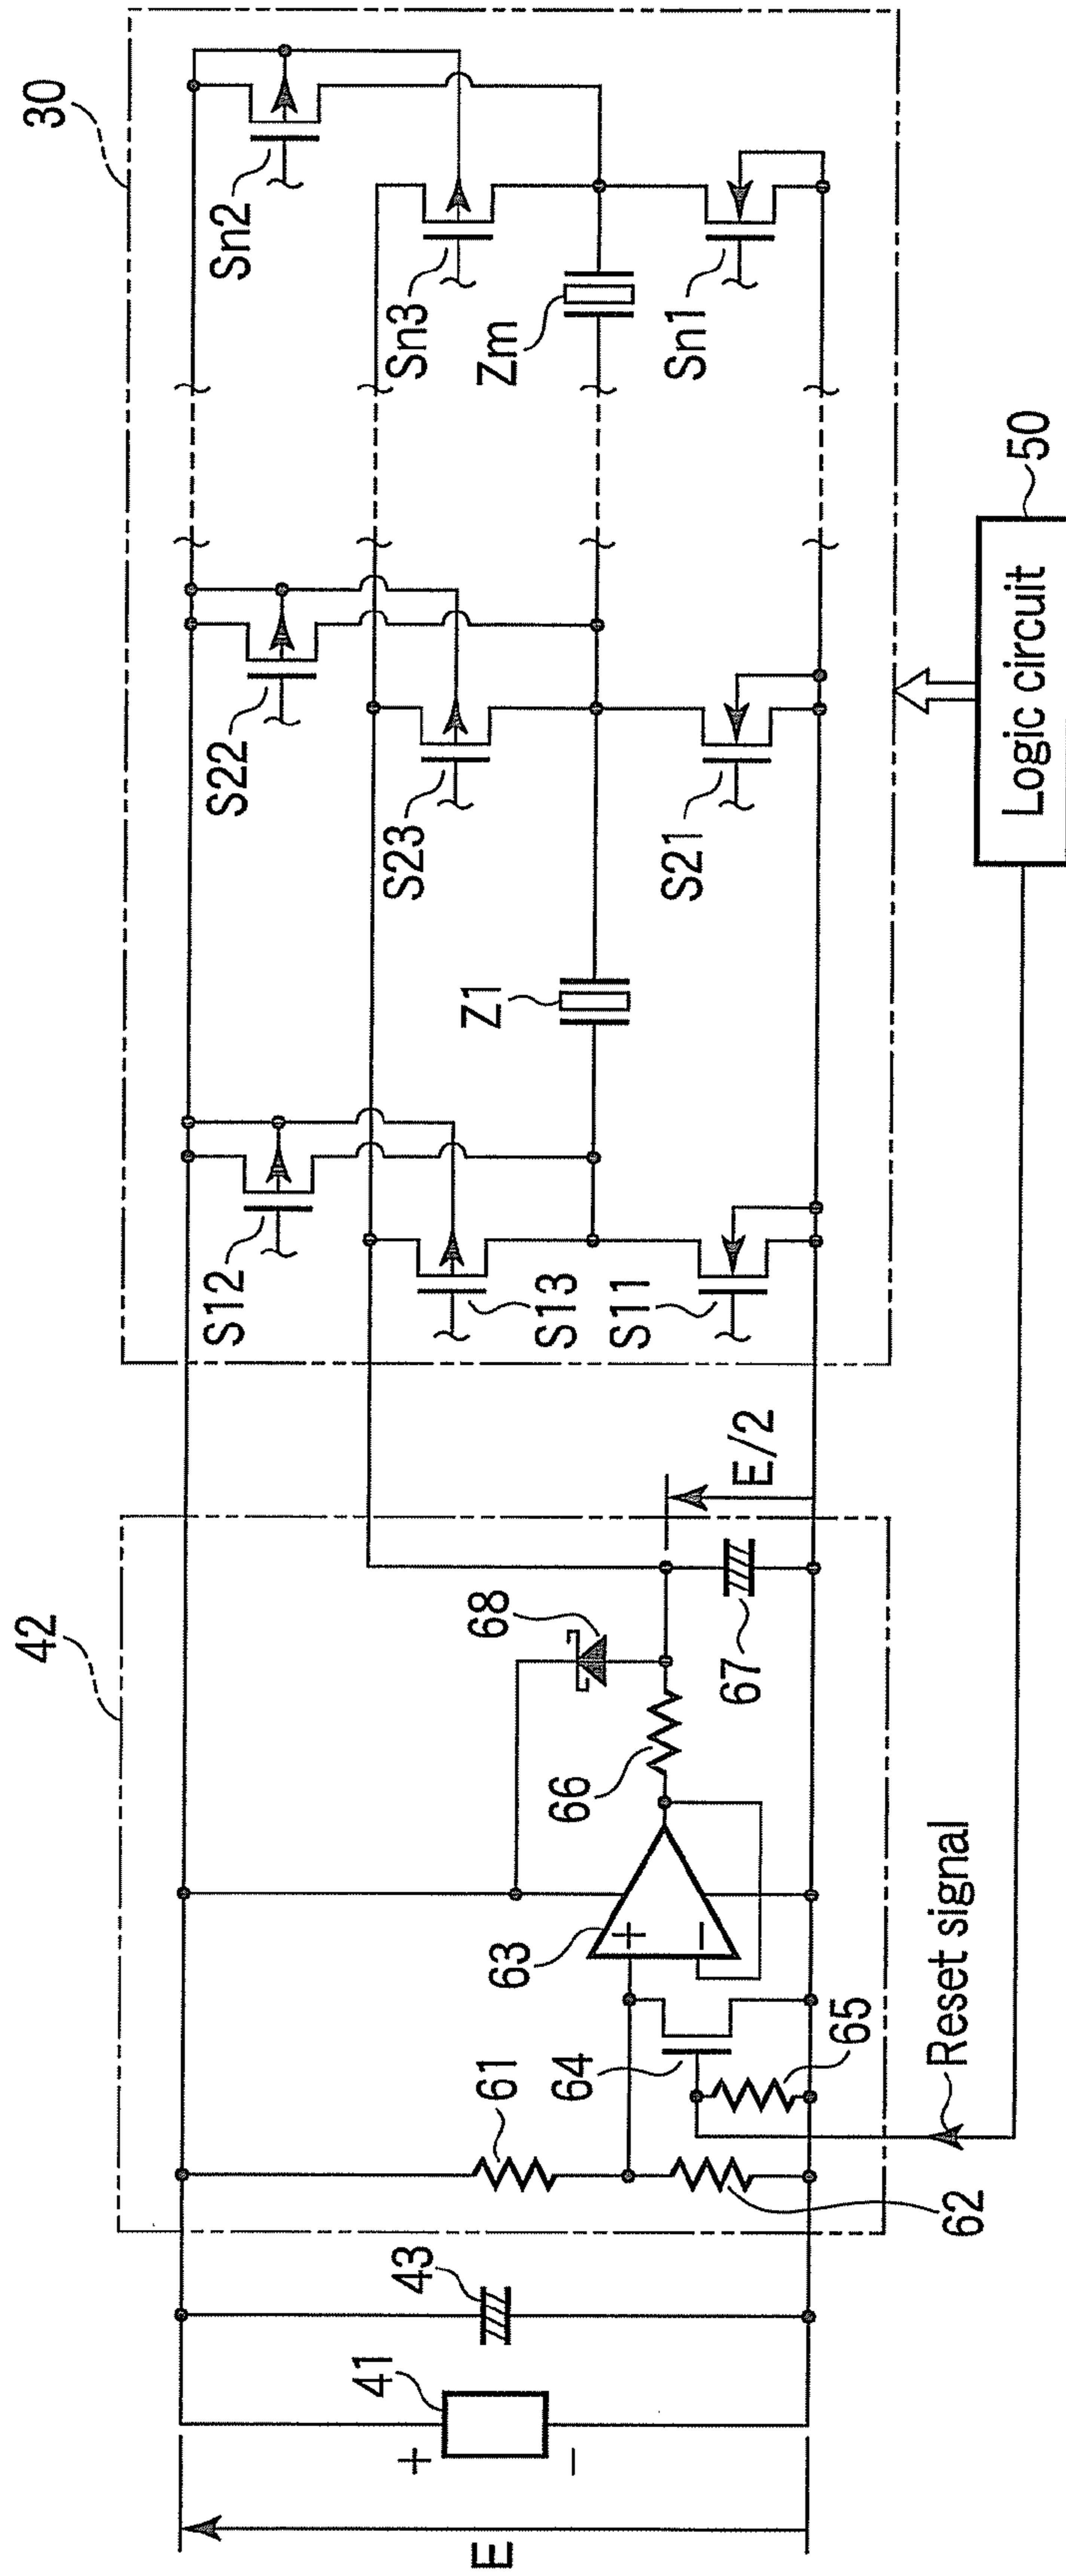 30
Sn2
Sn3
Zm
Sn1
S22
S23
S21
Z1
S12
S13
S11
50
Logic circuit
42
E/2
68
67
66
63
+
−
64
65
61
62
Reset signal
43
41
+
−
E